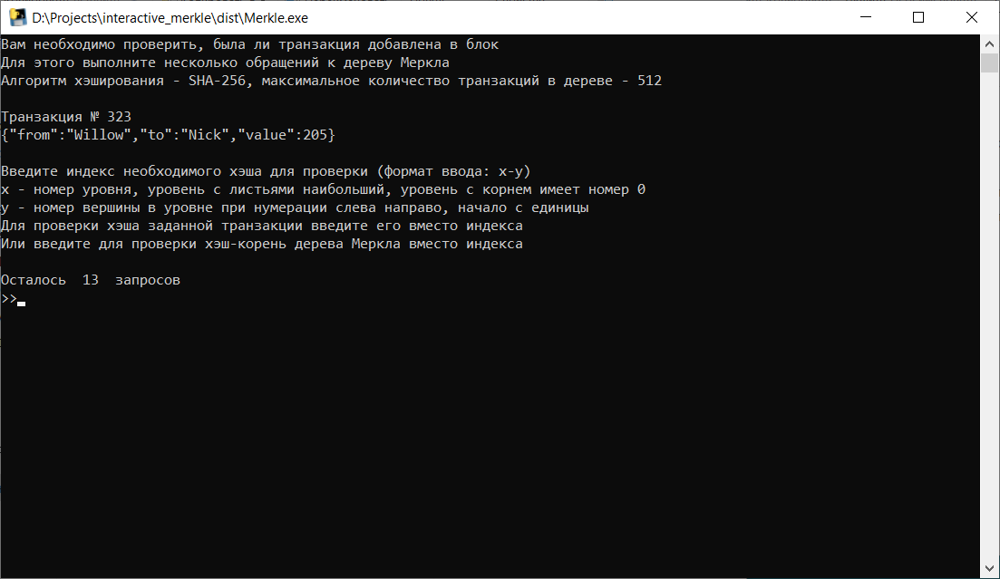 D:\Projects\interactive_merkle\dist\Merkle.exe
Вам необходимо проверить, была ли транзакция добавлена в блок
Для этого выполните несколько обращений к дереву Меркла
Алгоритм хэширования - SHA-256, максимальное количество транзакций в дереве - 512
Транзакция № 323
{"from":"Willow","to":"Nick","value":205}
Введите индекс необходимого хэша для проверки (формат ввода: x-y)
x - номер уровня, уровень с листьями наибольший, уровень с корнем имеет номер 0
y - номер вершины в уровне при нумерации слева направо, начало с единицы
Для проверки хэша заданной транзакции введите его вместо индекса
Или введите для проверки хэш-корень дерева Меркла вместо индекса
Осталось  13  запросов
>>